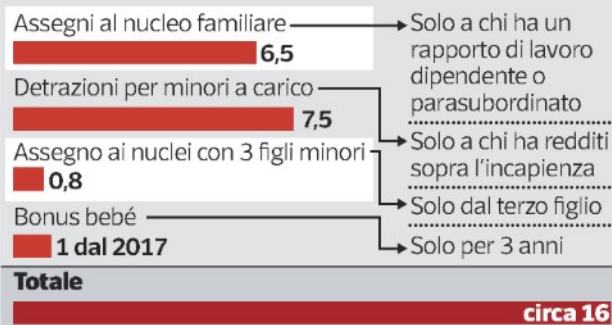 Assegni al nucleo familiare
6,5
Solo a chi ha un
rapporto di lavoro
dipendente o
parasubordinato
Detrazioni per minori a carico
7,5
Solo a chi ha redditi
sopra l'incapienza
Assegno ai nuclei con 3 figli minori
0,8
Solo dal terzo figlio
Bonus bebé
1 dal 2017
Solo per 3 anni
Totale
circa 16